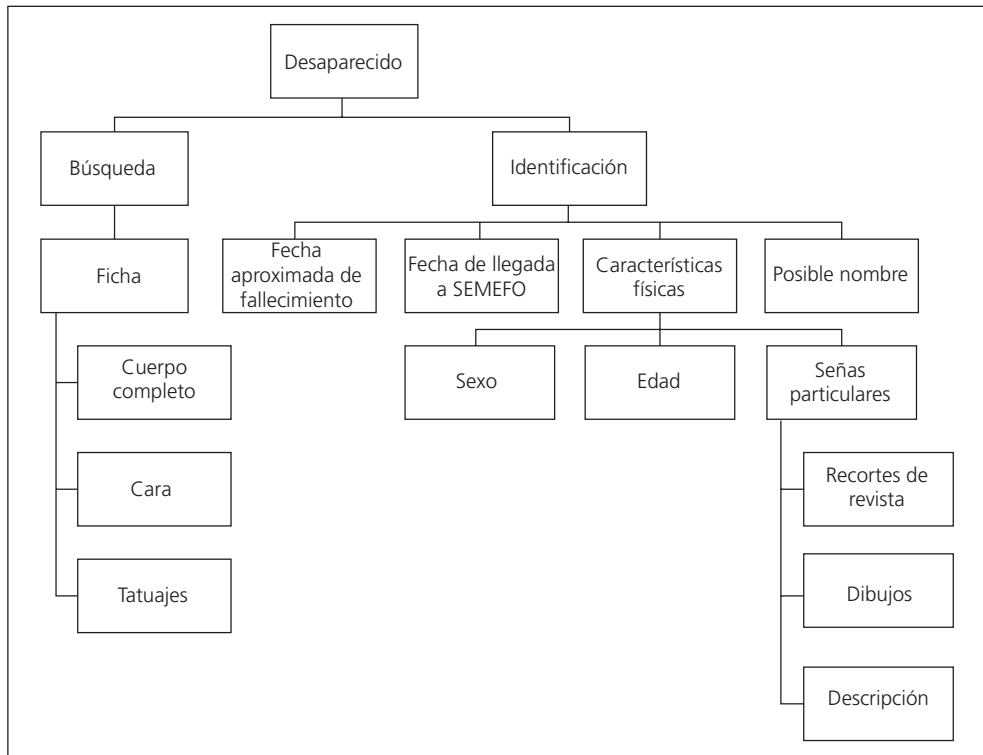 Desaparecido
Búsqueda
Identificación
Ficha
Fecha
aproximada de
fallecimiento
Fecha de llegada
a SEMEFO
Características
físicas
Posible nombre
Cuerpo
completo
Sexo
Edad
Señas
particulares
Cara
Recortes de
revista
Tatuajes
Dibujos
Descripción